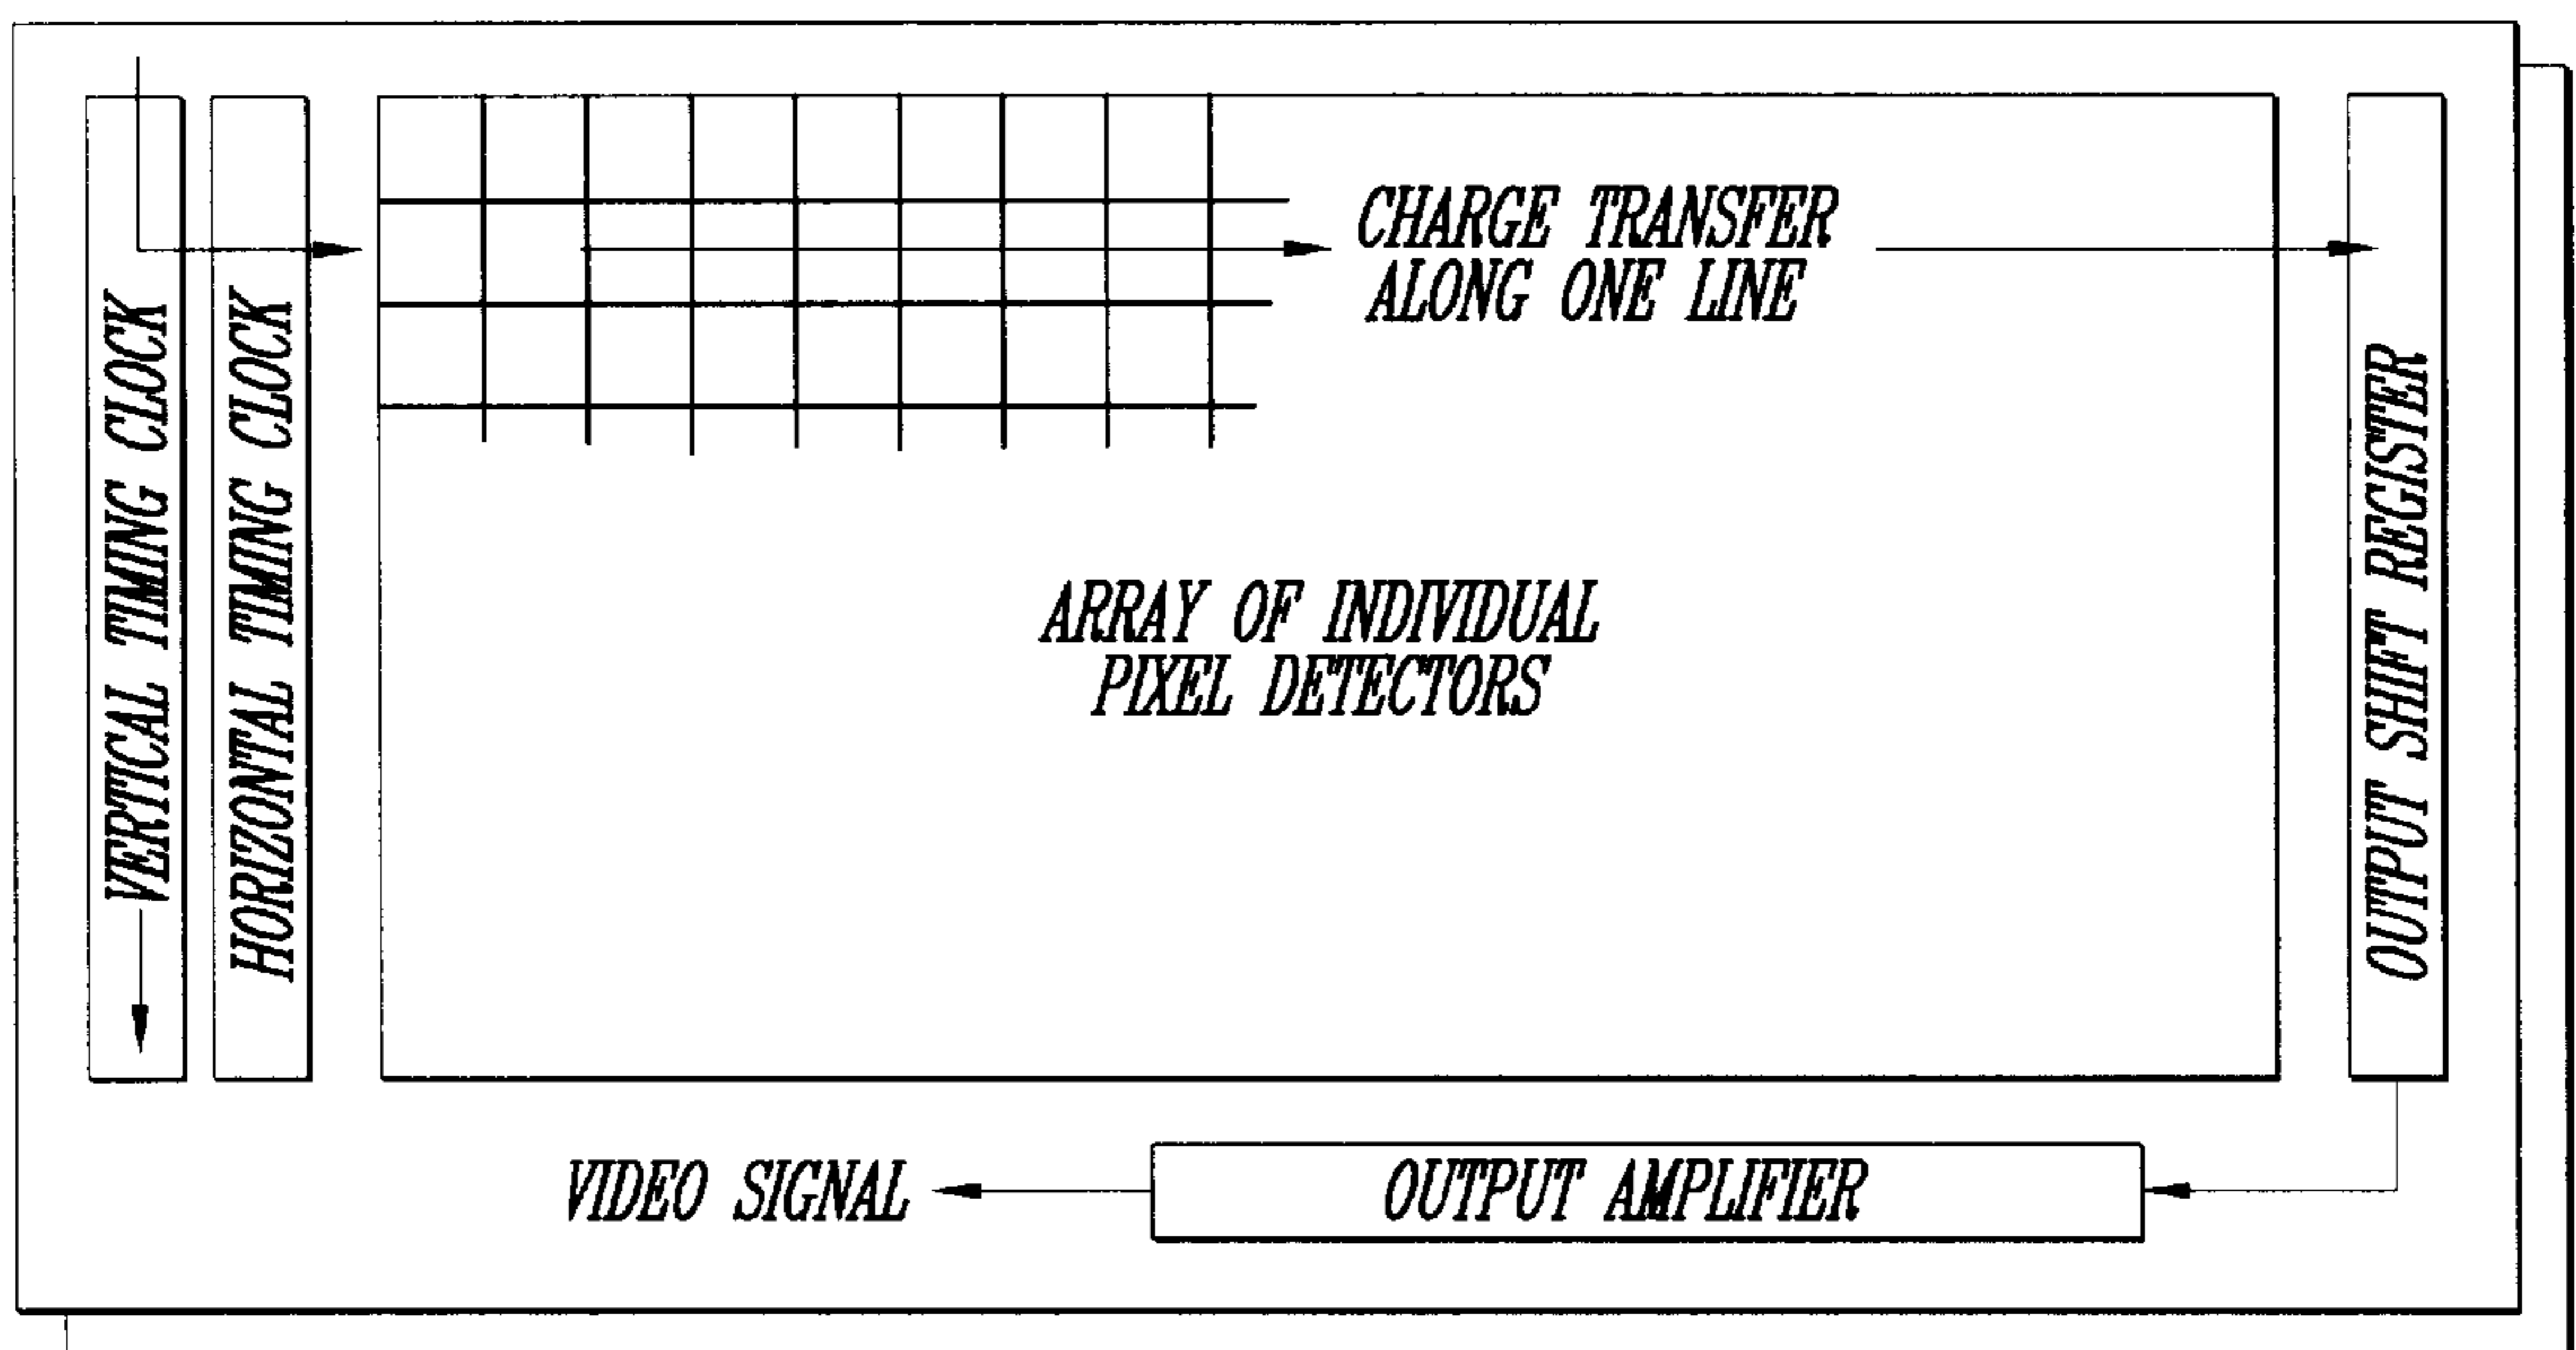 VERTICAL TIMING CLOCK
HORIZONTAL TIMING CLOCK
CHARGE TRANSFER
ALONG ONE LINE
ARRAY OF INDIVIDUAL
PIXEL DETECTORS
OUTPUT SHIFT REGISTER
VIDEO SIGNAL
OUTPUT AMPLIFIER